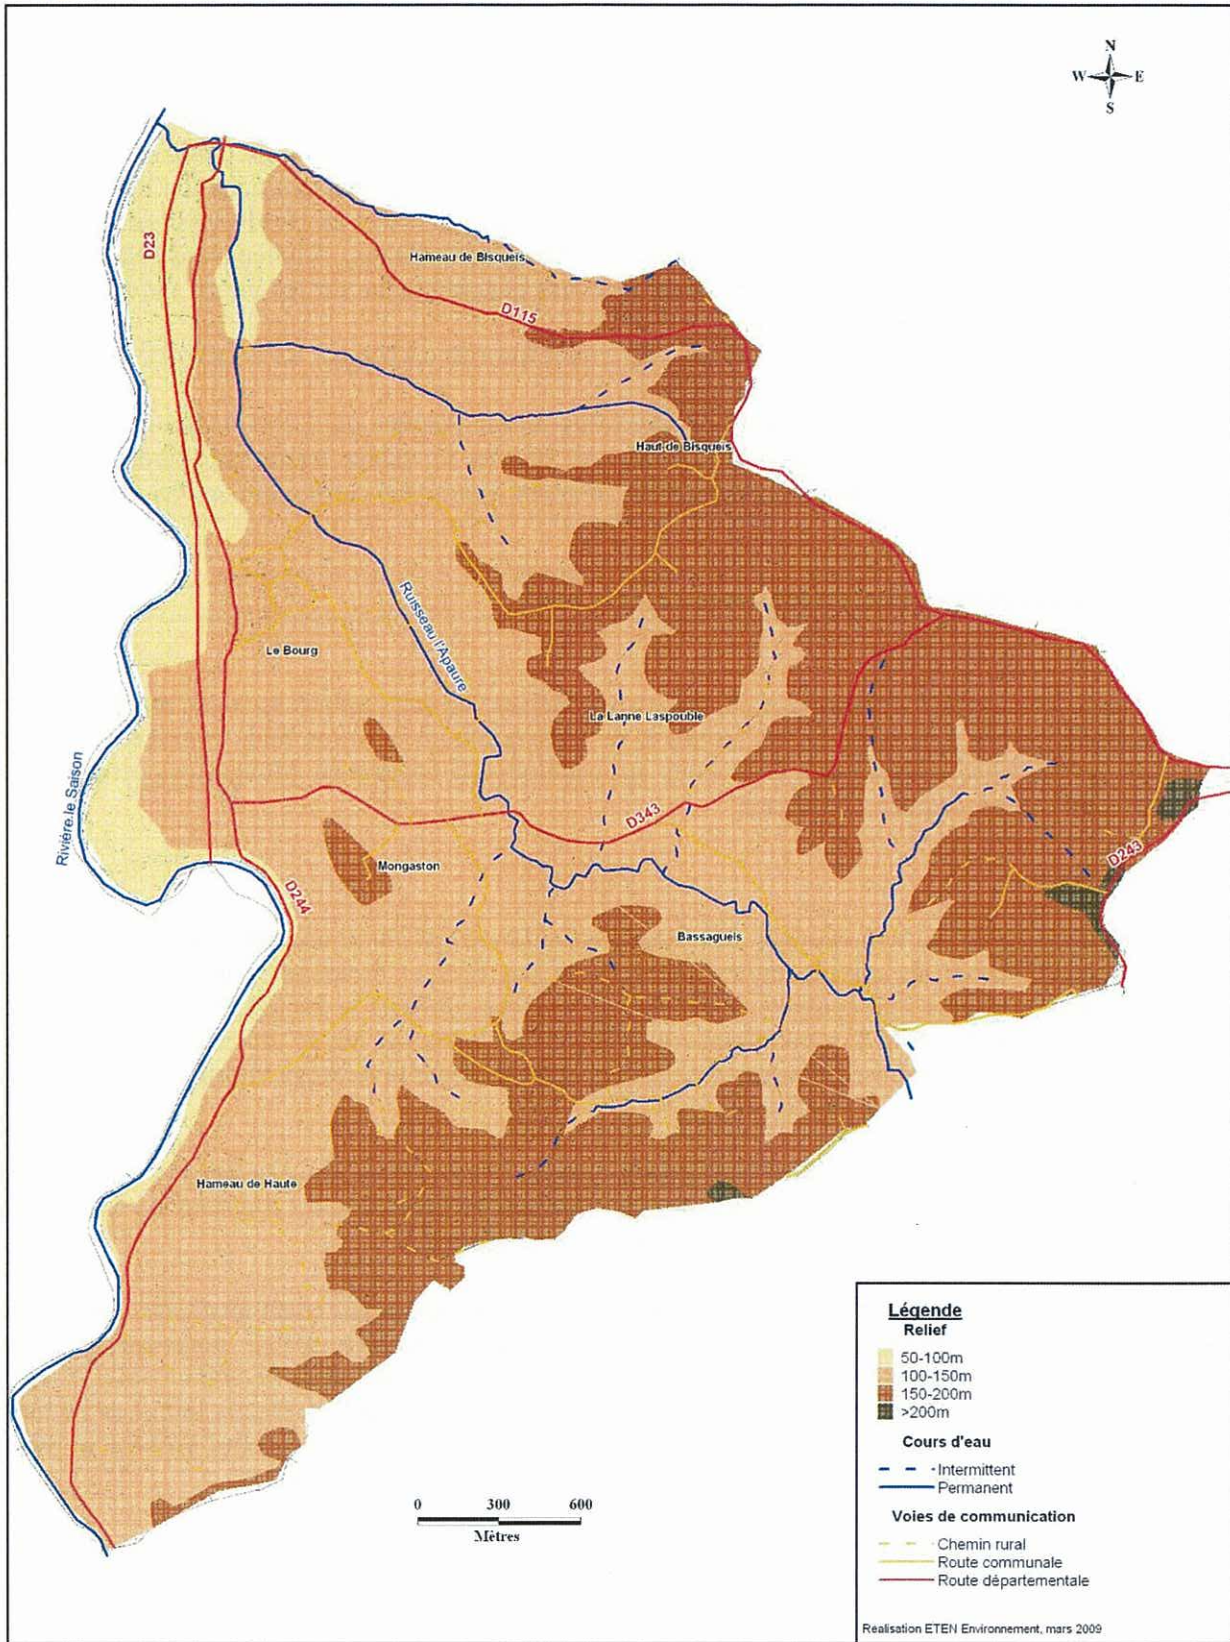 N
W E
S
D23
Hameau de Bisqueis
D115
Haut de Bisqueis
Ruisseau l'Apaure
Le Bourg
La Lanne Laspouble
Rivière le Saison
D343
Mongaston
D243
D244
Bassagueis
Hameau de Haute
0 300 600
Mètres
Légende
Relief
50-100m
100-150m
150-200m
>200m
Cours d'eau
Intermittent
Permanent
Voies de communication
Chemin rural
Route communale
Route départementale
Realisation ETEN Environnement, mars 2009